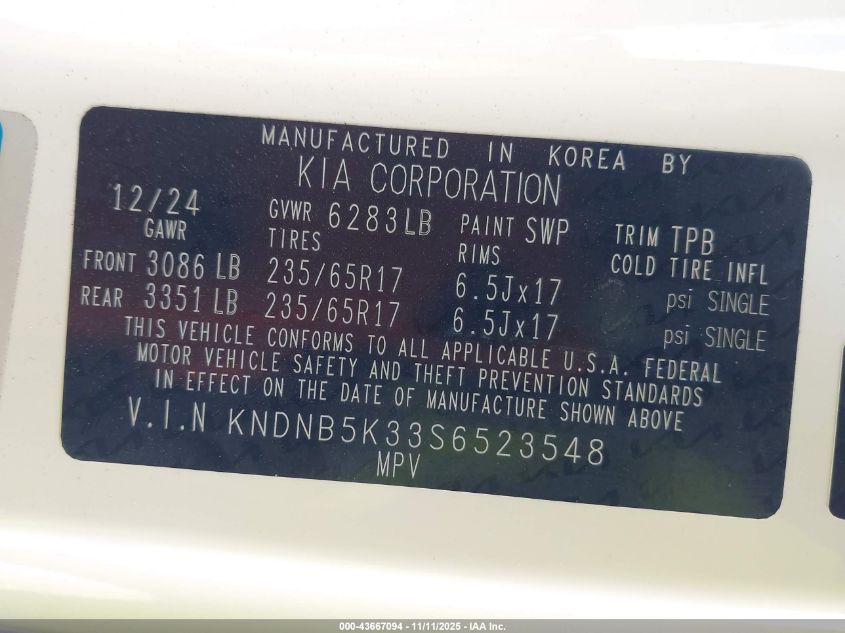 MANUFACTURED IN KOREA BY
KIA CORPORATION
12/24 GVWR 6283LB PAINT SWP TRIM TPB
GAWR TIRES RIMS COLD TIRE INFL
FRONT 3086 LB 235/65R17 6.5Jx17 psi SINGLE
REAR 3351 LB 235/65R17 6.5Jx17 psi SINGLE
THIS VEHICLE CONFORMS TO ALL APPLICABLE U.S.A. FEDERAL
MOTOR VEHICLE SAFETY AND THEFT PREVENTION STANDARDS
IN EFFECT ON THE DATE OF MANUFACTURE SHOWN ABOVE
V.I.N KNDNB5K33S6523548
MPV
000-43667094 - 11/11/2025 - IAA Inc.